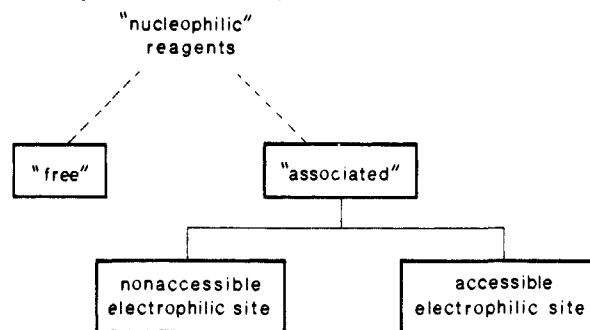 "nucleophilic"
reagents
"free"
"associated"
nonaccessible
electrophilic site
accessible
electrophilic site